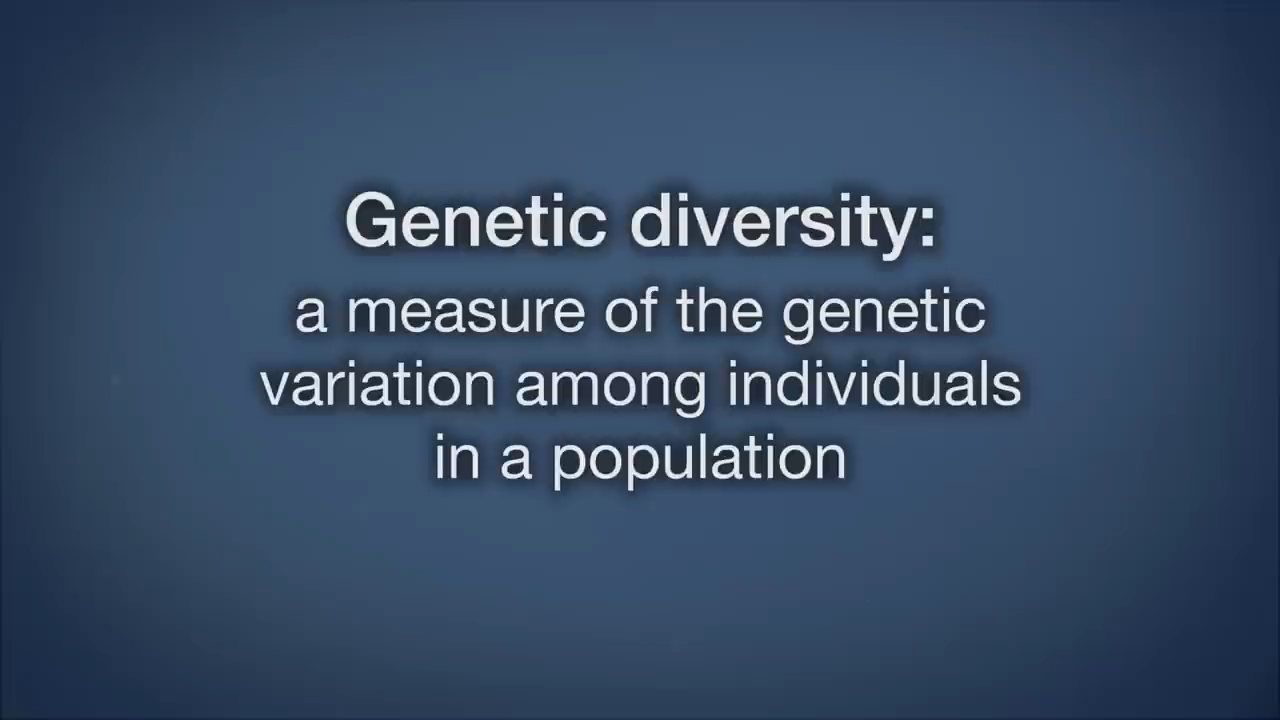 Genetic diversity:
a measure of the genetic
variation among individuals
in a population